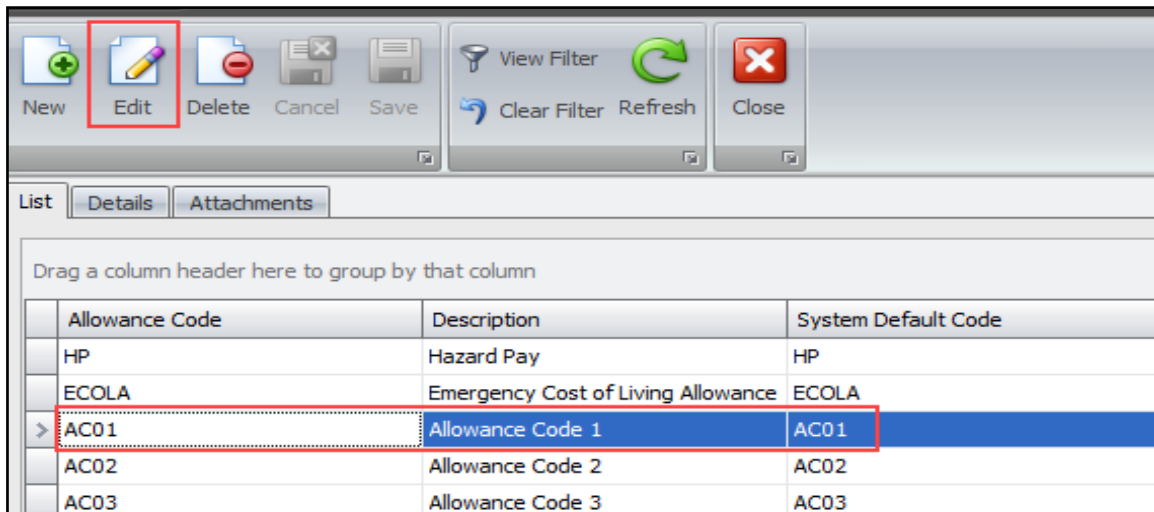 View Filter
New Edit Delete Cancel Save Clear Filter Refresh Close
List Details Attachments
Drag a column header here to group by that column
Allowance Code Description System Default Code
HP Hazard Pay HP
ECOLA Emergency Cost of Living Allowance ECOLA
AC01 Allowance Code 1 AC01
AC02 Allowance Code 2 AC02
AC03 Allowance Code 3 AC03